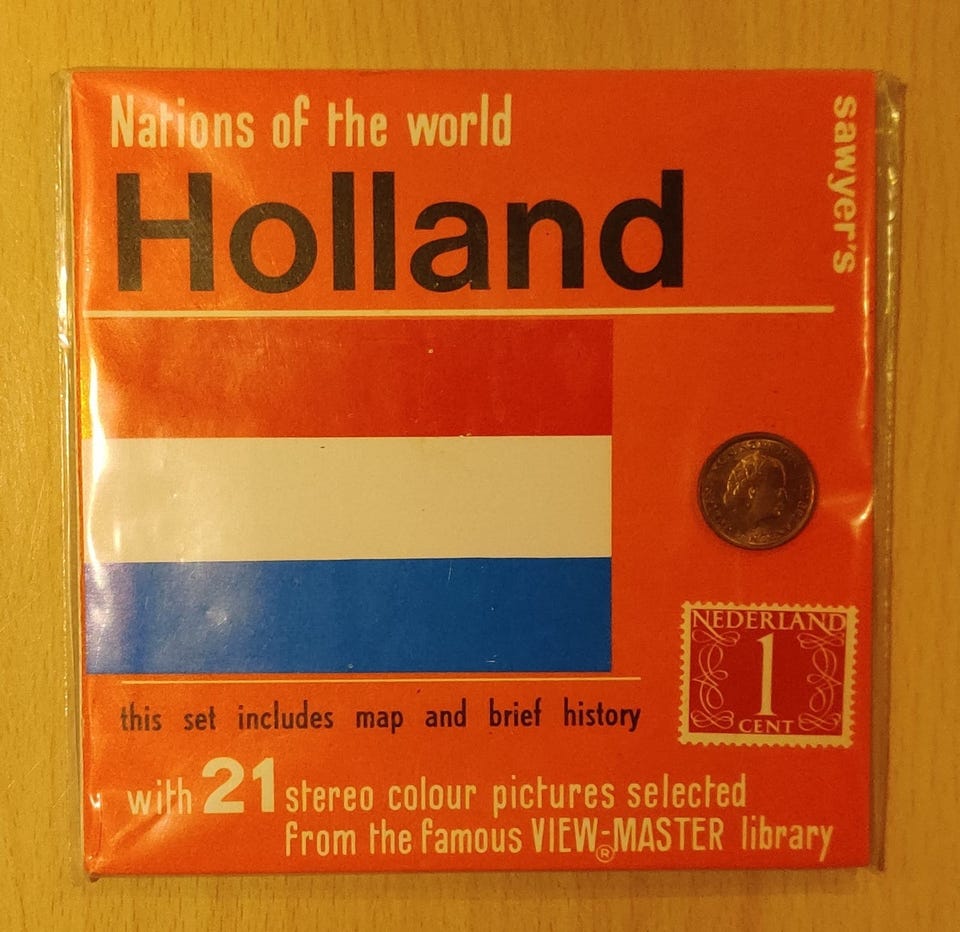 Nations of the world
sawyer's
Holland
NEDERLAND
1
CENT
this set includes map and brief history
with 21 stereo colour pictures selected
from the famous VIEW-MASTER® library